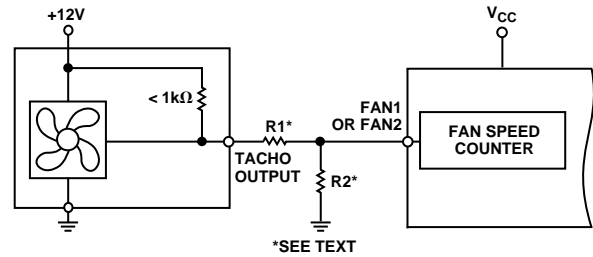 +12V
VCC
< 1kΩ
R1*
FAN1
OR FAN2
FAN SPEED
COUNTER
TACHO
OUTPUT
R2*
*SEE TEXT